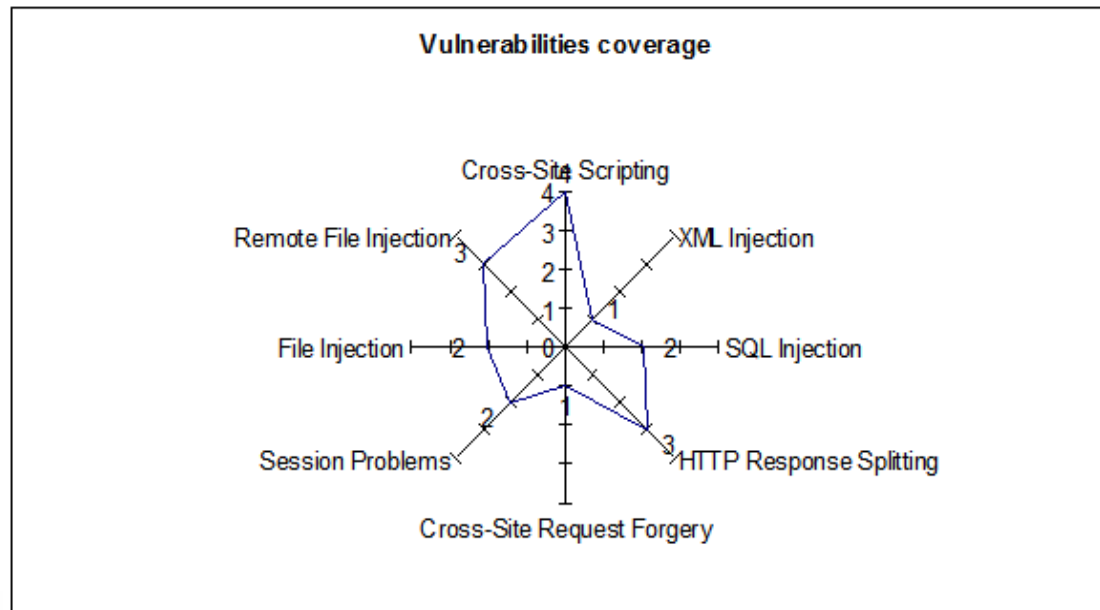 Vulnerabilities coverage
Cross-Site Scripting
4
4
Remote File Injection
XML Injection
3
3
2
1
1
File Injection
2
0
2
SQL Injection
2
1
3
Session Problems
HTTP Response Splitting
Cross-Site Request Forgery